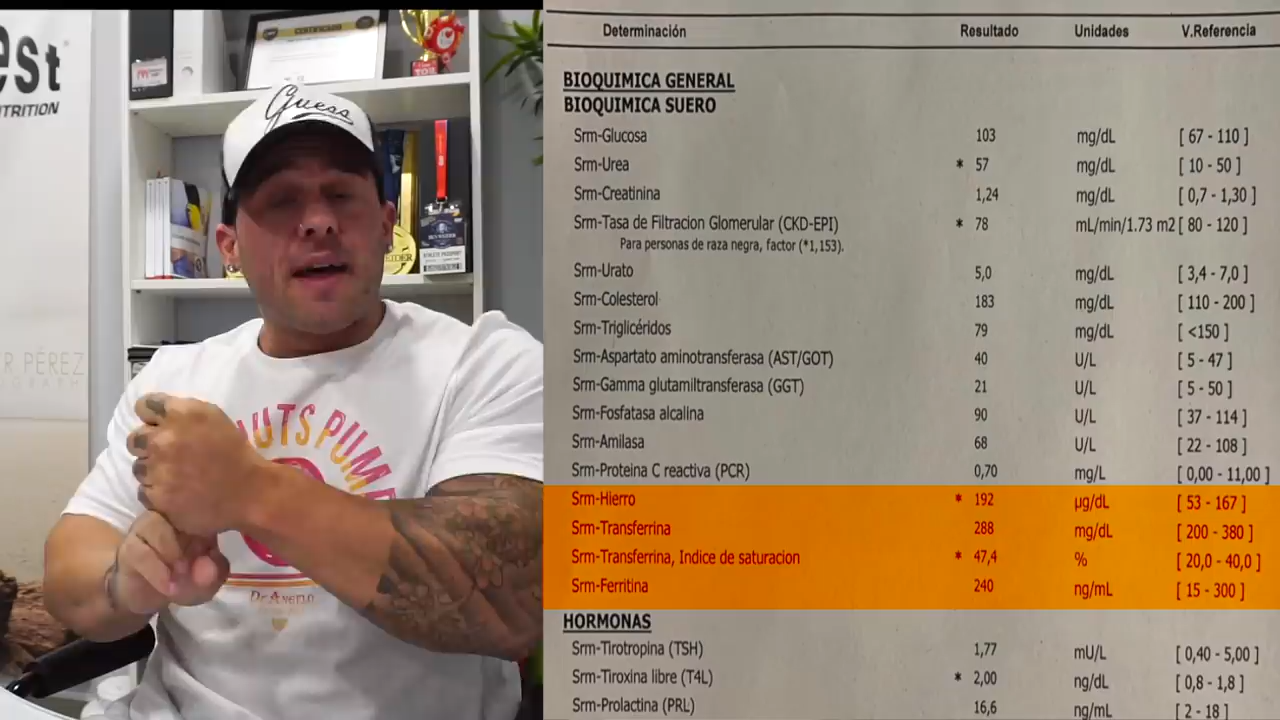 est
NUTRITION
CERTIFICADO
Guess
R PÉREZ
NUTS PUMP
Determinación Resultado Unidades V.Referencia
BIOQUIMICA GENERAL
BIOQUIMICA SUERO
Srm-Glucosa 103 mg/dL [ 67 - 110 ]
Srm-Urea * 57 mg/dL [ 10 - 50 ]
Srm-Creatinina 1,24 mg/dL [ 0,7 - 1,30 ]
Srm-Tasa de Filtracion Glomerular (CKD-EPI) * 78 mL/min/1.73 m2 [ 80 - 120 ]
Para personas de raza negra, factor (*1,153).
Srm-Urato 5,0 mg/dL [ 3,4 - 7,0 ]
Srm-Colesterol 183 mg/dL [ 110 - 200 ]
Srm-Triglicéridos 79 mg/dL [ <150 ]
Srm-Aspartato aminotransferasa (AST/GOT) 40 U/L [ 5 - 47 ]
Srm-Gamma glutamiltransferasa (GGT) 21 U/L [ 5 - 50 ]
Srm-Fosfatasa alcalina 90 U/L [ 37 - 114 ]
Srm-Amilasa 68 U/L [ 22 - 108 ]
Srm-Proteina C reactiva (PCR) 0,70 mg/L [ 0,00 - 11,00 ]
Srm-Hierro * 192 µg/dL [ 53 - 167 ]
Srm-Transferrina 288 mg/dL [ 200 - 380 ]
Srm-Transferrina, Indice de saturacion * 47,4 % [ 20,0 - 40,0 ]
Srm-Ferritina 240 ng/mL [ 15 - 300 ]
HORMONAS
Srm-Tirotropina (TSH) 1,77 mU/L [ 0,40 - 5,00 ]
Srm-Tiroxina libre (T4L) * 2,00 ng/dL [ 0,8 - 1,8 ]
Srm-Prolactina (PRL) 16,6 ng/mL [ 2 - 18 ]